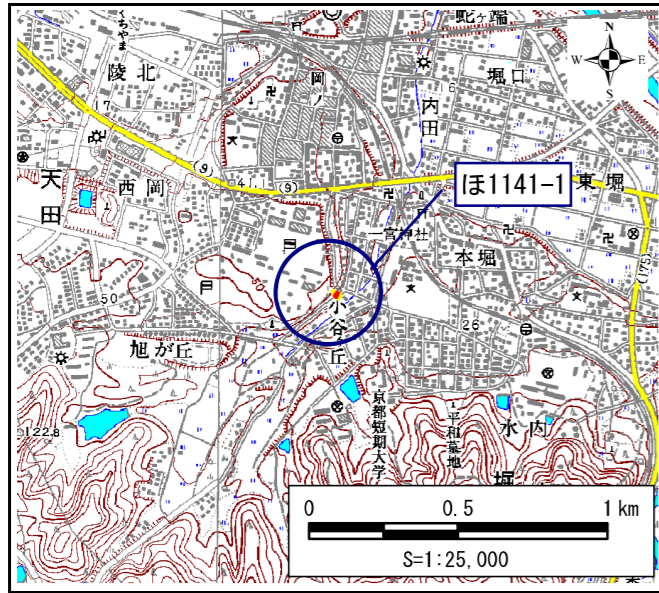 くちやま
陵北
岡ノ
蛇ヶ端
堀口
N
W
E
S
17
6
内田
天田
西岡
(9)
41
(9)
ほ1141-1
東堀
一宮神社
本堀
(175)
50
50
小谷ヶ丘
26
旭が丘
122.8
京都短期大学
平和墓地
水内
堀
0
0.5
1 km
S=1:25,000